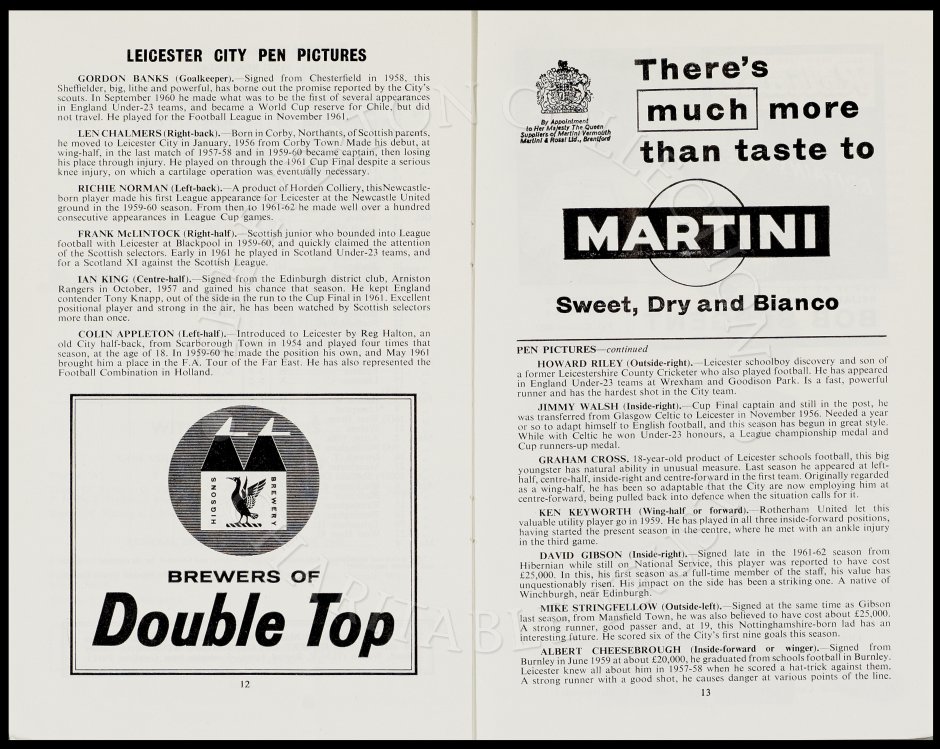 LEICESTER CITY PEN PICTURES
GORDON BANKS (Goalkeeper).—Signed from Chesterfield in 1958, this
Sheffielder, big, lithe and powerful, has borne out the promise reported by the City's
scouts. In September 1960 he made what was to be the first of several appearances
in England Under-23 teams, and became a World Cup reserve for Chile, but did
not travel. He played for the Football League in November 1961.
LEN CHALMERS (Right-back).—Born in Corby, Northants, of Scottish parents,
he moved to Leicester City in January, 1956 from Corby Town. Made his debut, at
wing-half, in the last match of 1957-58 and in 1959-60 became captain, then losing
his place through injury. He played on through the 1961 Cup Final despite a serious
knee injury, on which a cartilage operation was eventually necessary.
RICHIE NORMAN (Left-back).—A product of Horden Colliery, this Newcastle-
born player made his first League appearance for Leicester at the Newcastle United
ground in the 1959-60 season. From then to 1961-62 he made well over a hundred
consecutive appearances in League Cup games.
FRANK McLINTOCK (Right-half).—Scottish junior who bounded into League
football with Leicester at Blackpool in 1959-60, and quickly claimed the attention
of the Scottish selectors. Early in 1961 he played in Scotland Under-23 teams, and
for a Scotland XI against the Scottish League.
IAN KING (Centre-half).—Signed from the Edinburgh district club, Arniston
Rangers in October, 1957 and gained his chance that season. He kept England
contender Tony Knapp, out of the side in the run to the Cup Final in 1961. Excellent
positional player and strong in the air, he has been watched by Scottish selectors
more than once.
COLIN APPLETON (Left-half).—Introduced to Leicester by Reg Halton, an
old City half-back, from Scarborough Town in 1954 and played four times that
season, at the age of 18. In 1959-60 he made the position his own, and May 1961
brought him a place in the F.A. Tour of the Far East. He has also represented the
Football Combination in Holland.
HIGSONS BREWERY
BREWERS OF
Double Top
12
By Appointment
to Her Majesty The Queen
Suppliers of Martini Vermouth
Martini & Rossi Ltd., Brentford
There's
much more
than taste to
MARTINI
Sweet, Dry and Bianco
PEN PICTURES—continued
HOWARD RILEY (Outside-right).—Leicester schoolboy discovery and son of
a former Leicestershire County Cricketer who also played football. He has appeared
in England Under-23 teams at Wrexham and Goodison Park. Is a fast, powerful
runner and has the hardest shot in the City team.
JIMMY WALSH (Inside-right).—Cup Final captain and still in the post, he
was transferred from Glasgow Celtic to Leicester in November 1956. Needed a year
or so to adapt himself to English football, and this season has begun in great style.
While with Celtic he won Under-23 honours, a League championship medal and
Cup runners-up medal.
GRAHAM CROSS. 18-year-old product of Leicester schools football, this big
youngster has natural ability in unusual measure. Last season he appeared at left-
half, centre-half, inside-right and centre-forward in the first team. Originally regarded
as a wing-half, he has been so adaptable that the City are now employing him at
centre-forward, being pulled back into defence when the situation calls for it.
KEN KEYWORTH (Wing-half or forward).—Rotherham United let this
valuable utility player go in 1959. He has played in all three inside-forward positions,
having started the present season in the centre, where he met with an ankle injury
in the third game.
DAVID GIBSON (Inside-right).—Signed late in the 1961-62 season from
Hibernian while still on National Service, this player was reported to have cost
£25,000. In this, his first season as a full-time member of the staff, his value has
unquestionably risen. His impact on the side has been a striking one. A native of
Winchburgh, near Edinburgh.
MIKE STRINGFELLOW (Outside-left).—Signed at the same time as Gibson
last season, from Mansfield Town, he was also believed to have cost about £25,000.
A strong runner, good passer and, at 19, this Nottinghamshire-born lad has an
interesting future. He scored six of the City's first nine goals this season.
ALBERT CHEESEBROUGH (Inside-forward or winger).—Signed from
Burnley in June 1959 at about £20,000, he graduated from schools football in Burnley.
Leicester knew all about him in 1957-58 when he scored a hat-trick against them.
A strong runner with a good shot, he causes danger at various points of the line.
13